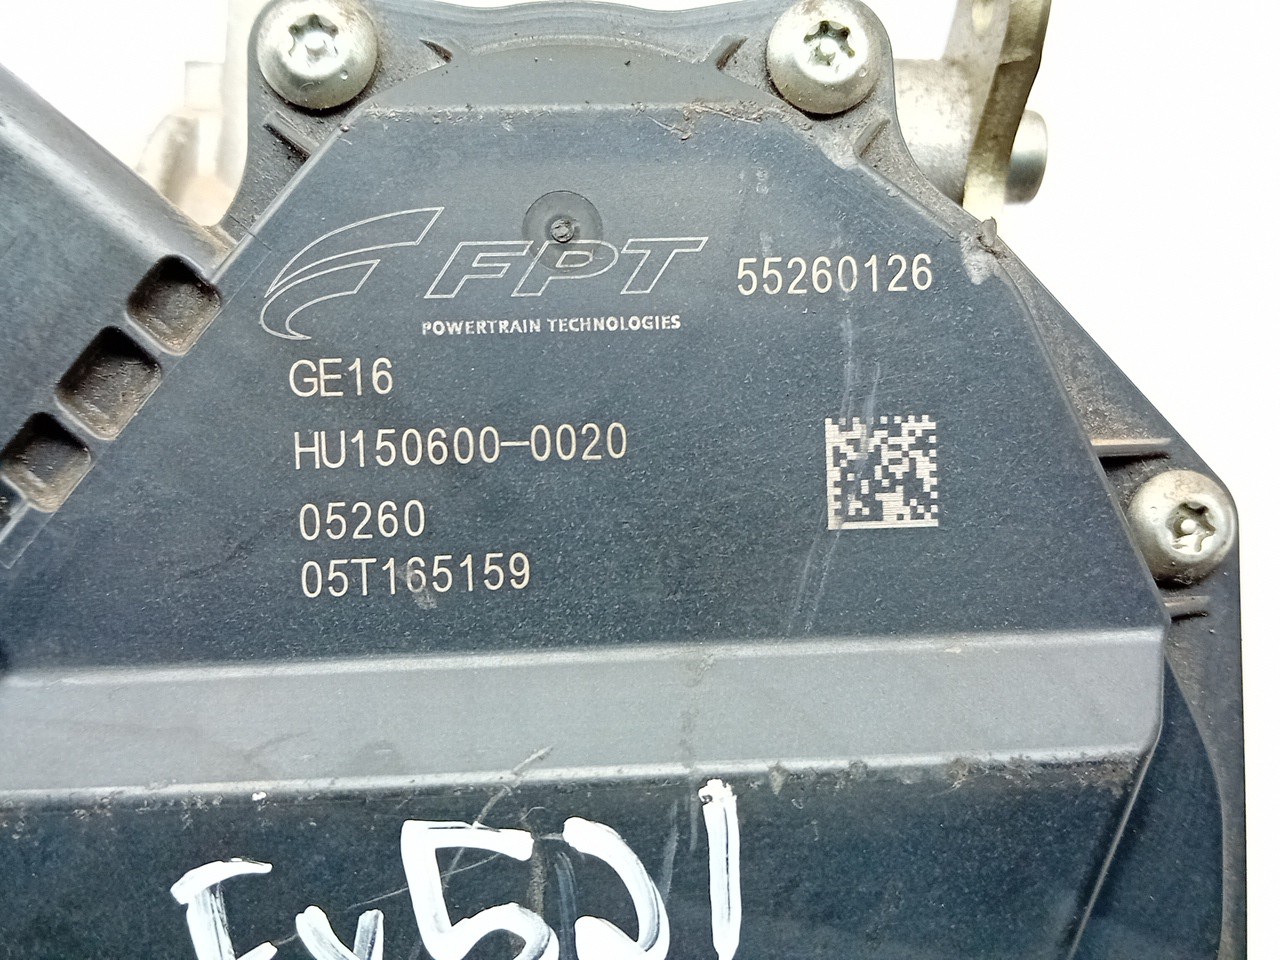 FPT 55260126
POWERTRAIN TECHNOLOGIES
GE16
HU150600-0020
05260
05T165159